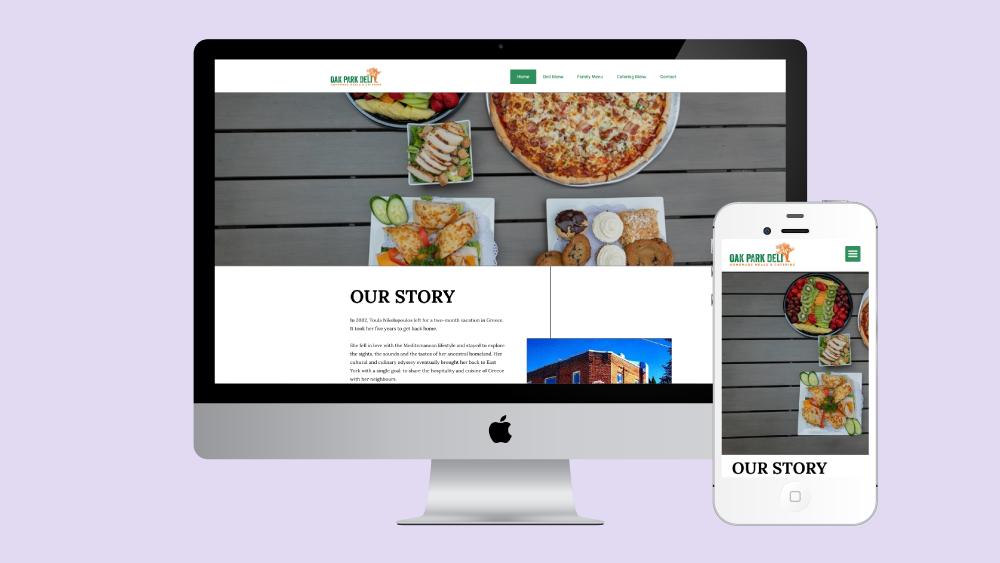 OAK PARK DELI
HOMEMADE MEALS & CATERING
Home Deli Menu Family Menu Catering Menu Contact
OUR STORY
In 2002, Toula Nikolopoulos left for a two-month vacation in Greece.
It took her five years to get back home.
She fell in love with the Mediterranean lifestyle and stayed to explore
the sights, the sounds and the tastes of her ancestral homeland. Her
cultural and culinary odyssey eventually brought her back to East
York with a single goal: to share the hospitality and cuisine of Greece
with her neighbours.
OAK PARK DELI
HOMEMADE MEALS & CATERING
OUR STORY